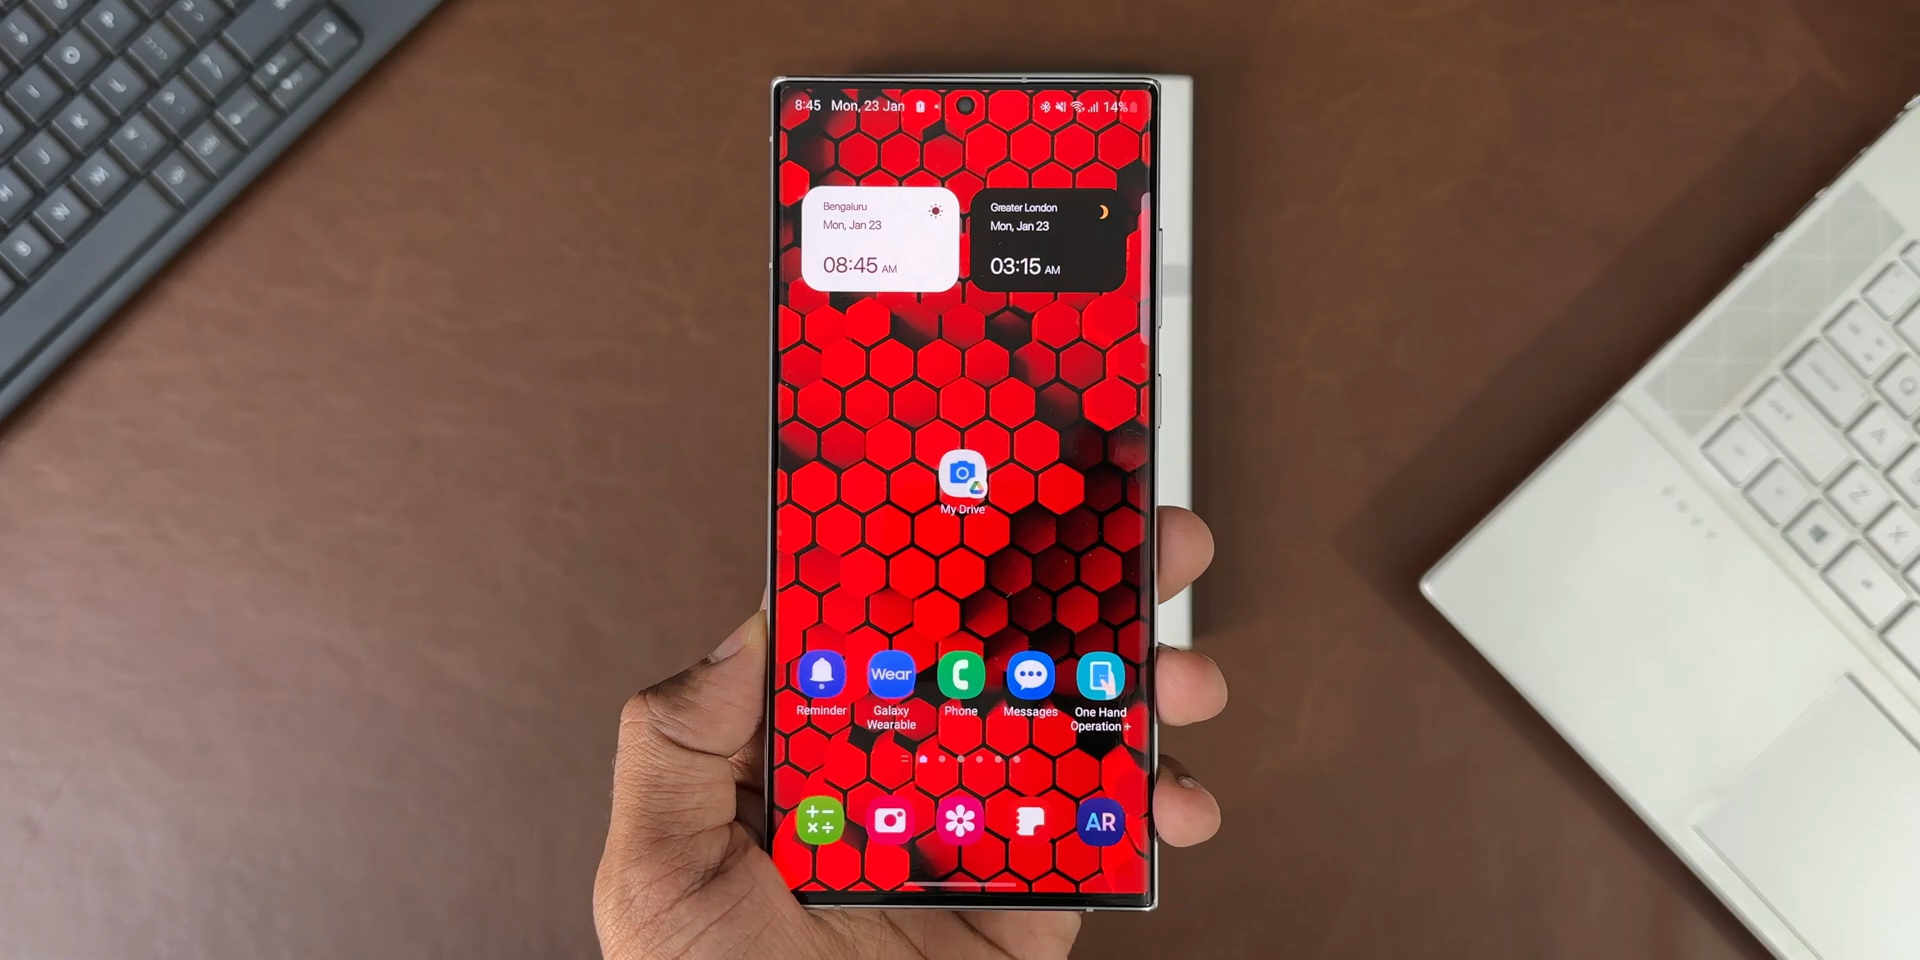 8:45 Mon, 23 Jan
14%
Bengaluru
Mon, Jan 23
08:45 AM
Greater London
Mon, Jan 23
03:15 AM
My Drive
Wear
Reminder
Galaxy
Wearable
Phone
Messages
One Hand
Operation +
AR